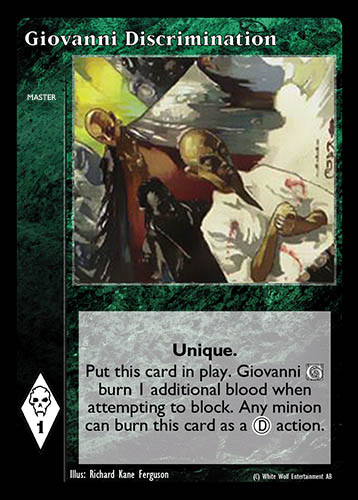 Giovanni Discrimination
MASTER
Unique.
Put this card in play. Giovanni
burn 1 additional blood when
attempting to block. Any minion
can burn this card as a D action.
1
Illus: Richard Kane Ferguson
(C) White Wolf Entertainment AB